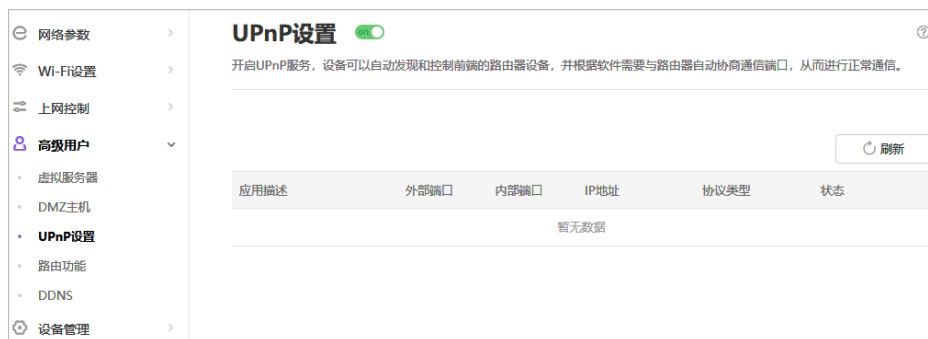 网络参数
Wi-Fi设置
上网控制
高级用户
虚拟服务器
DMZ主机
UPnP设置
路由功能
DDNS
设备管理
UPnP设置 on
开启UPnP服务，设备可以自动发现和控制前端的路由器设备，并根据软件需要与路由器自动协商通信端口，从而进行正常通信。
刷新
应用描述 外部端口 内部端口 IP地址 协议类型 状态
暂无数据